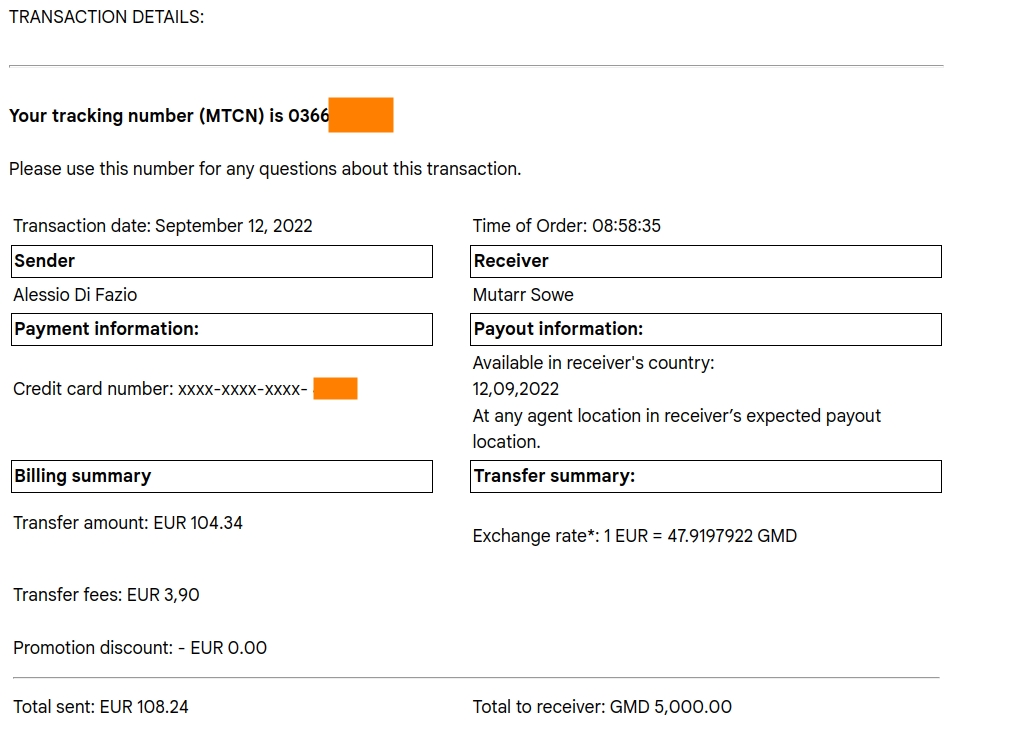 TRANSACTION DETAILS:
Your tracking number (MTCN) is 0366
Please use this number for any questions about this transaction.
Transaction date: September 12, 2022
Time of Order: 08:58:35
Sender
Receiver
Alessio Di Fazio
Mutarr Sowe
Payment information:
Payout information:
Credit card number: xxxx-xxxx-xxxx-
Available in receiver's country:
12,09,2022
At any agent location in receiver’s expected payout
location.
Billing summary
Transfer summary:
Transfer amount: EUR 104.34
Exchange rate*: 1 EUR = 47.9197922 GMD
Transfer fees: EUR 3,90
Promotion discount: - EUR 0.00
Total sent: EUR 108.24
Total to receiver: GMD 5,000.00